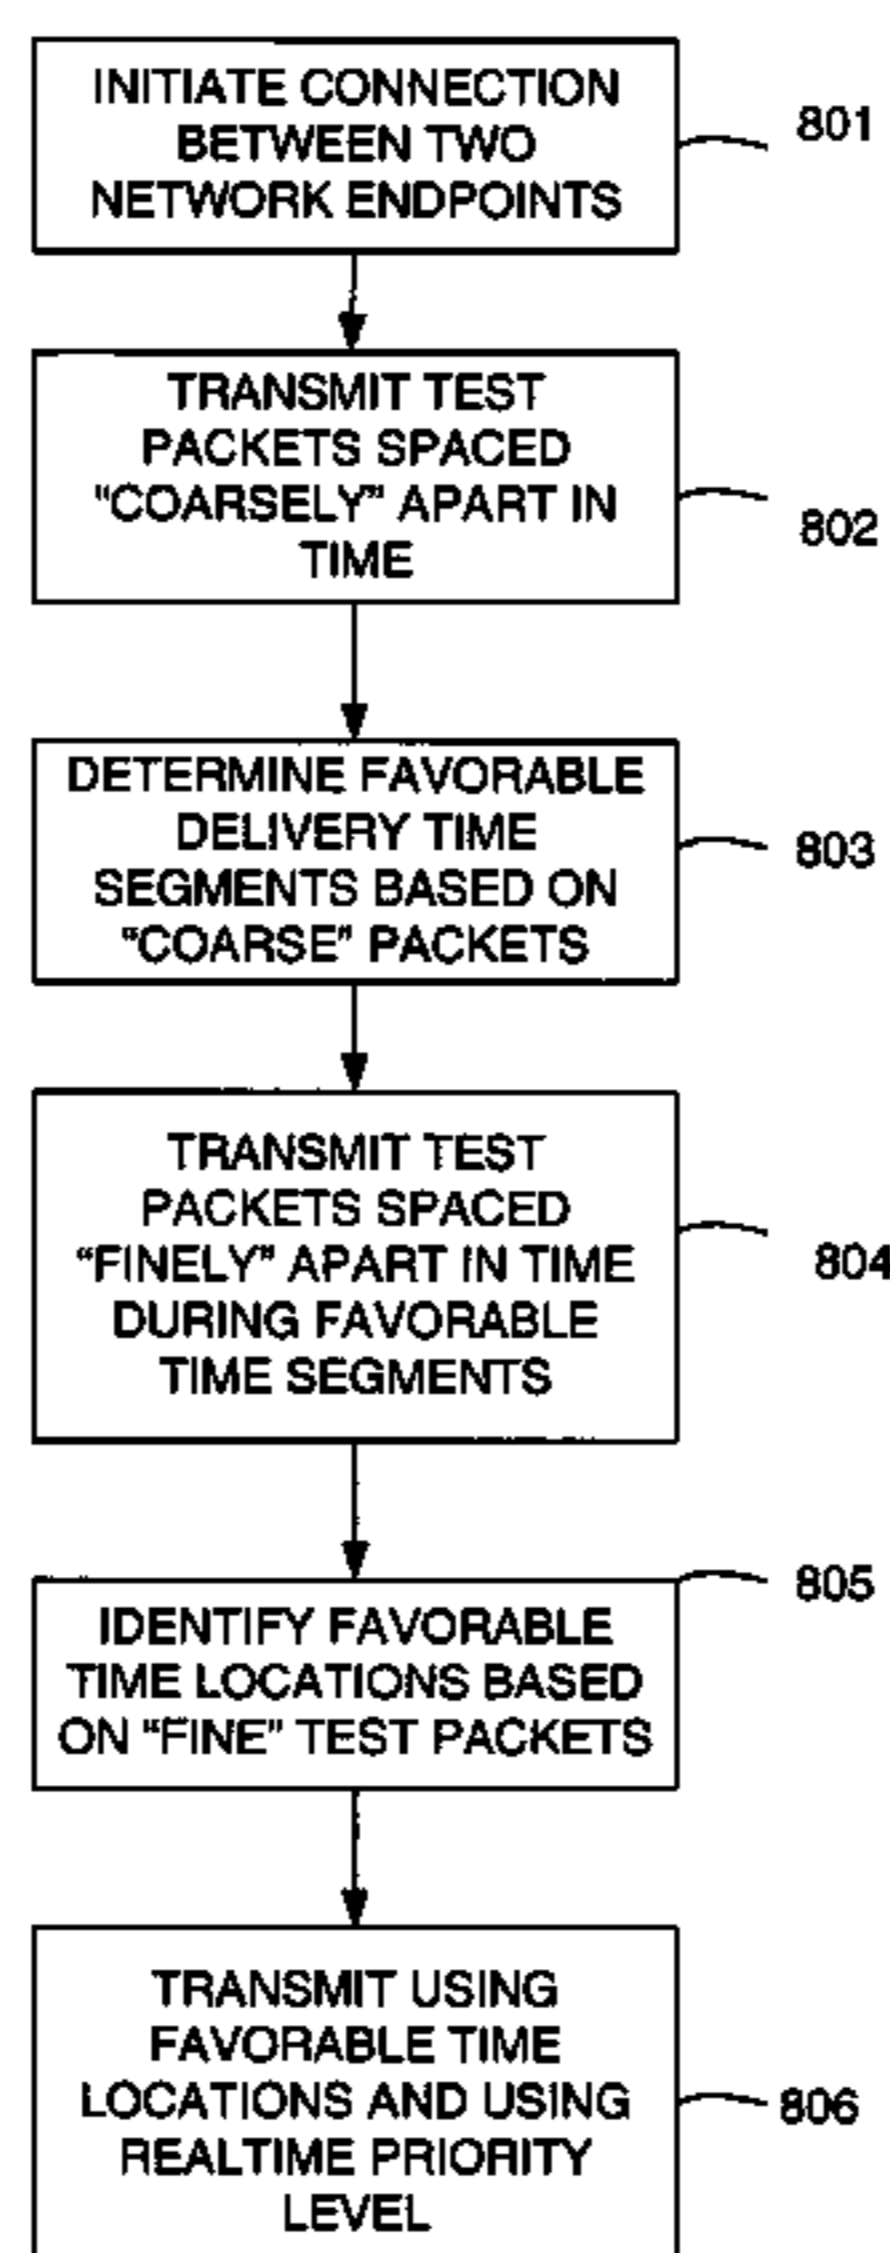 INITIATE CONNECTION
BETWEEN TWO
NETWORK ENDPOINTS
801
TRANSMIT TEST
PACKETS SPACED
"COARSELY" APART IN
TIME
802
DETERMINE FAVORABLE
DELIVERY TIME
SEGMENTS BASED ON
"COARSE" PACKETS
803
TRANSMIT TEST
PACKETS SPACED
"FINELY" APART IN TIME
DURING FAVORABLE
TIME SEGMENTS
804
IDENTIFY FAVORABLE
TIME LOCATIONS BASED
ON "FINE" TEST PACKETS
805
TRANSMIT USING
FAVORABLE TIME
LOCATIONS AND USING
REALTIME PRIORITY
LEVEL
806